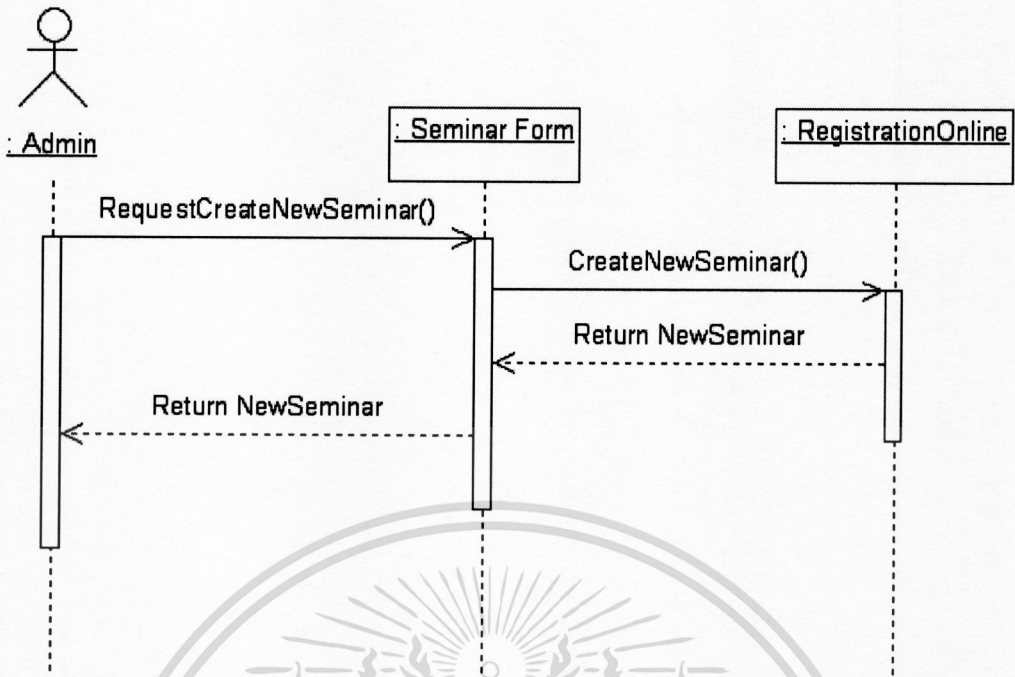 : Admin
: Seminar Form
: RegistrationOnline
RequestCreateNewSeminar()
CreateNewSeminar()
Return NewSeminar
Return NewSeminar